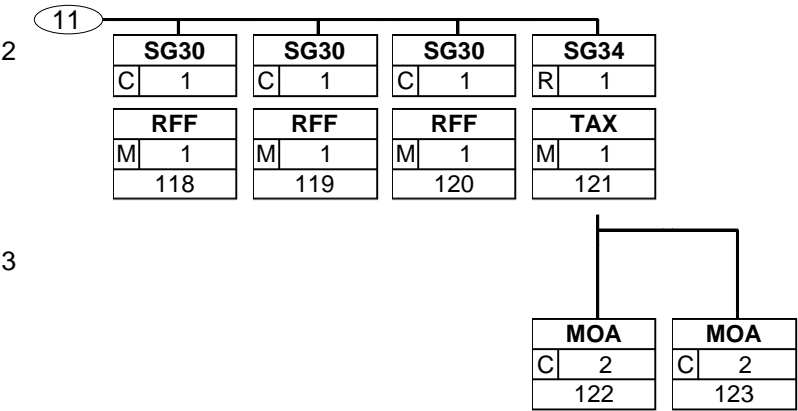 11
2
SG30 SG30 SG30 SG34
C 1 C 1 C 1 R 1
RFF RFF RFF TAX
M 1 M 1 M 1 M 1
118 119 120 121
3
MOA MOA
C 2 C 2
122 123